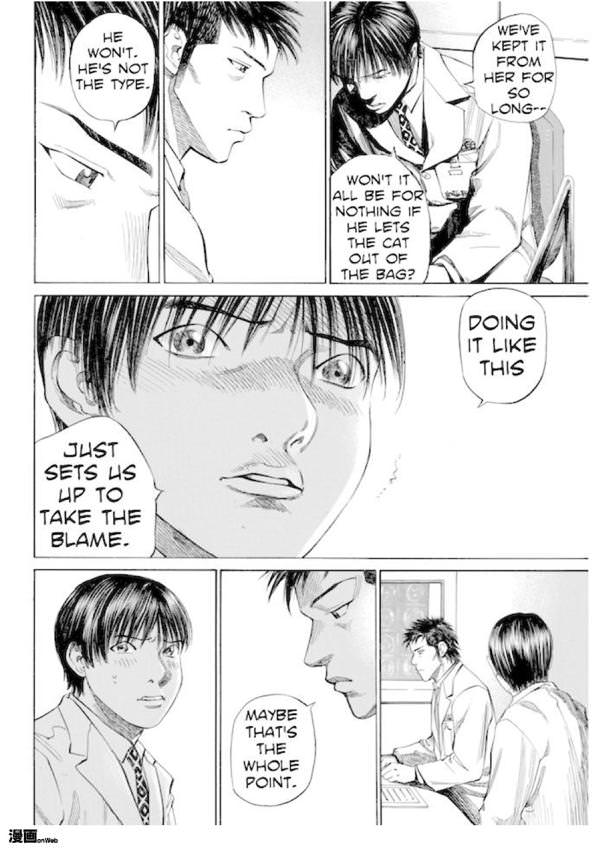 WE'VE
KEPT IT
FROM
HER FOR
SO
LONG--
WON'T IT
ALL BE FOR
NOTHING IF
HE LETS
THE CAT
OUT OF
THE BAG?
HE
WON'T.
HE'S NOT
THE TYPE.
DOING
IT LIKE
THIS
JUST
SETS US
UP TO
TAKE THE
BLAME.
MAYBE
THAT'S
THE
WHOLE
POINT.
漫画onWeb